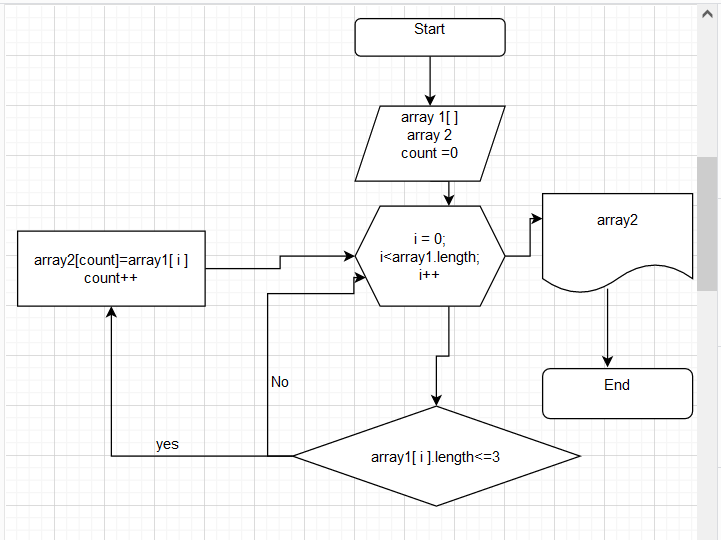 Start
array 1[ ]
array 2
count =0
i = 0;
i<array1.length;
i++
array2
array2[count]=array1[ i ]
count++
No
End
yes
array1[ i ].length<=3